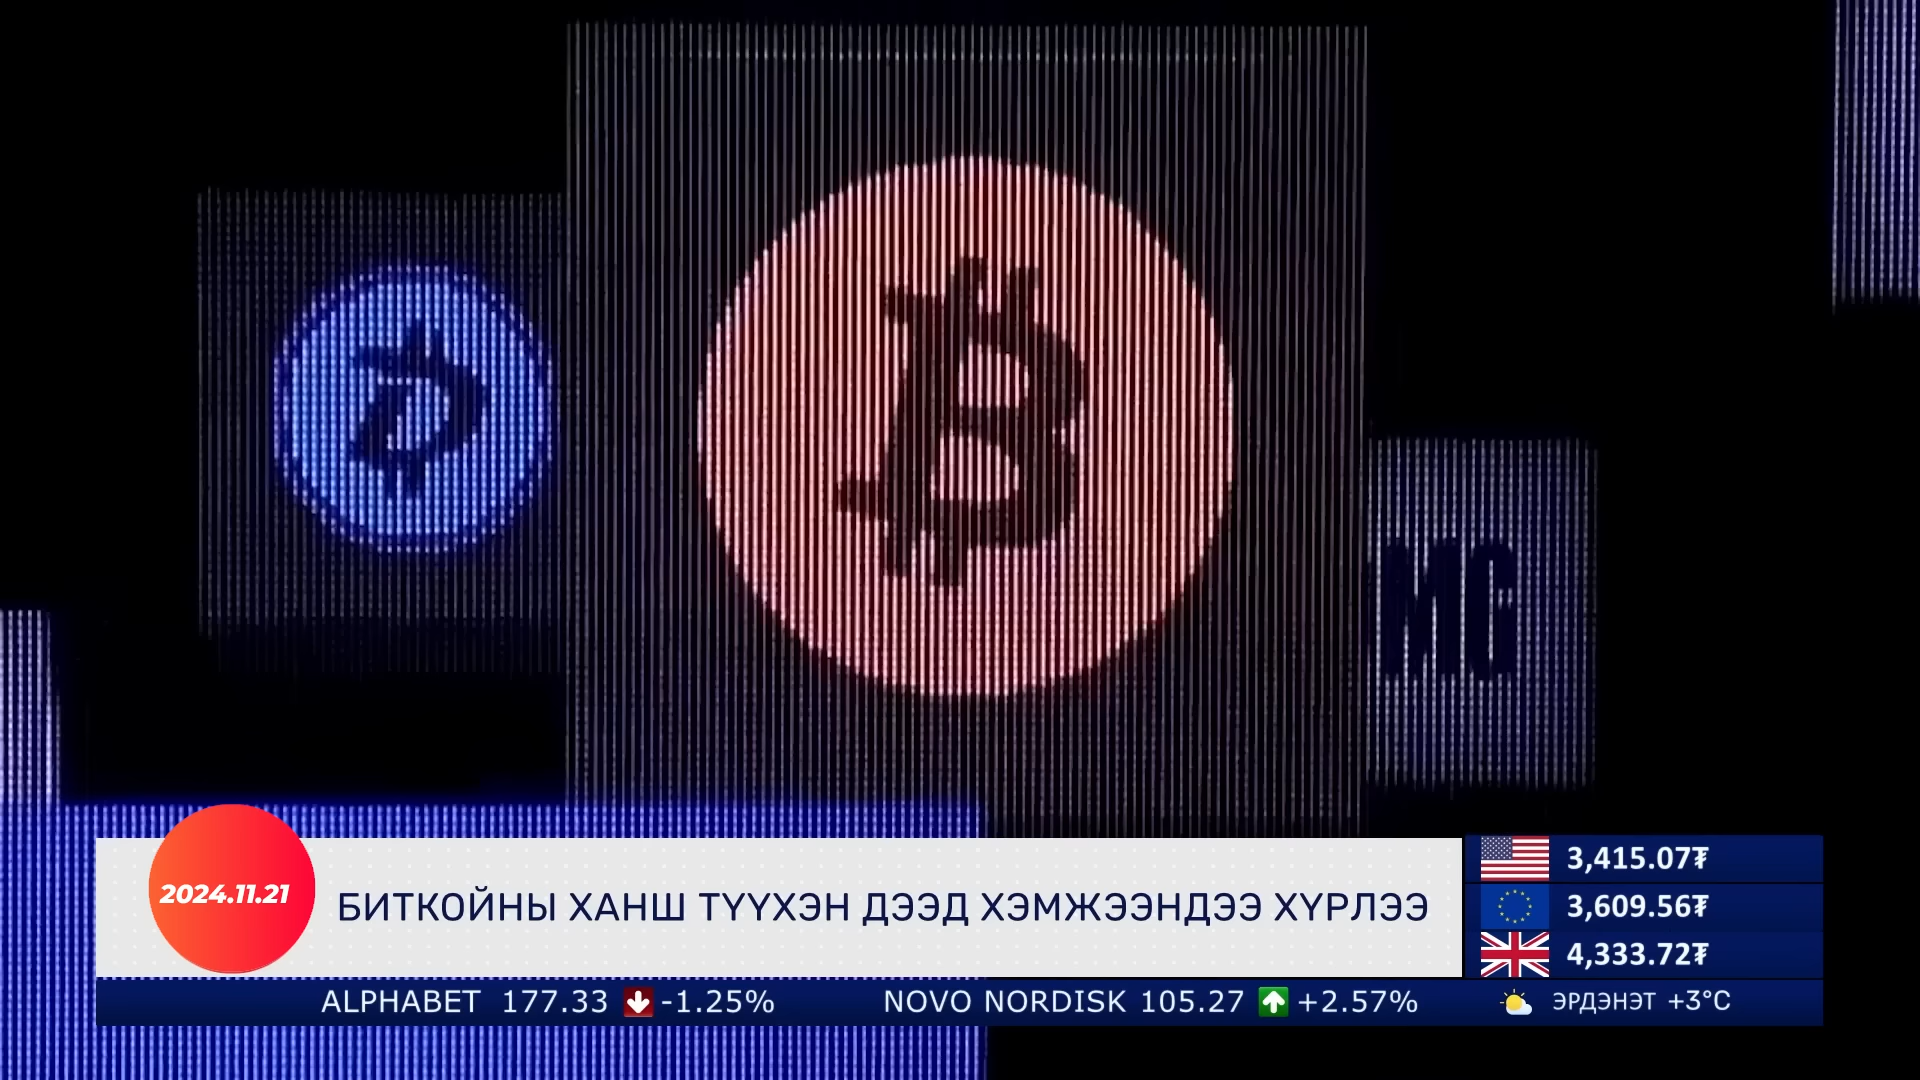 MG
2024.11.21
БИТКОЙНЫ ХАНШ ТҮҮХЭН ДЭЭД ХЭМЖЭЭНДЭЭ ХҮРЛЭЭ
3,415.07₮
3,609.56₮
4,333.72₮
ALPHABET 177.33 -1.25% NOVO NORDISK 105.27 +2.57%
ЭРДЭНЭТ +3°C